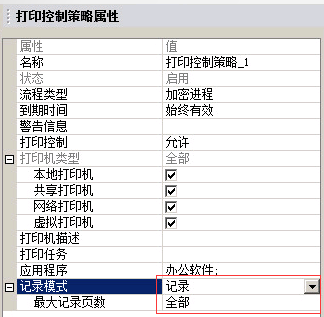 打印控制策略属性
属性 值
名称 打印控制策略_1
状态 启用
流程类型 加密进程
到期时间 始终有效
警告信息
打印控制 允许
打印机类型 全部
本地打印机
共享打印机
网络打印机
虚拟打印机
打印机描述
打印任务
应用程序 办公软件;
记录模式 记录
最大记录页数 全部